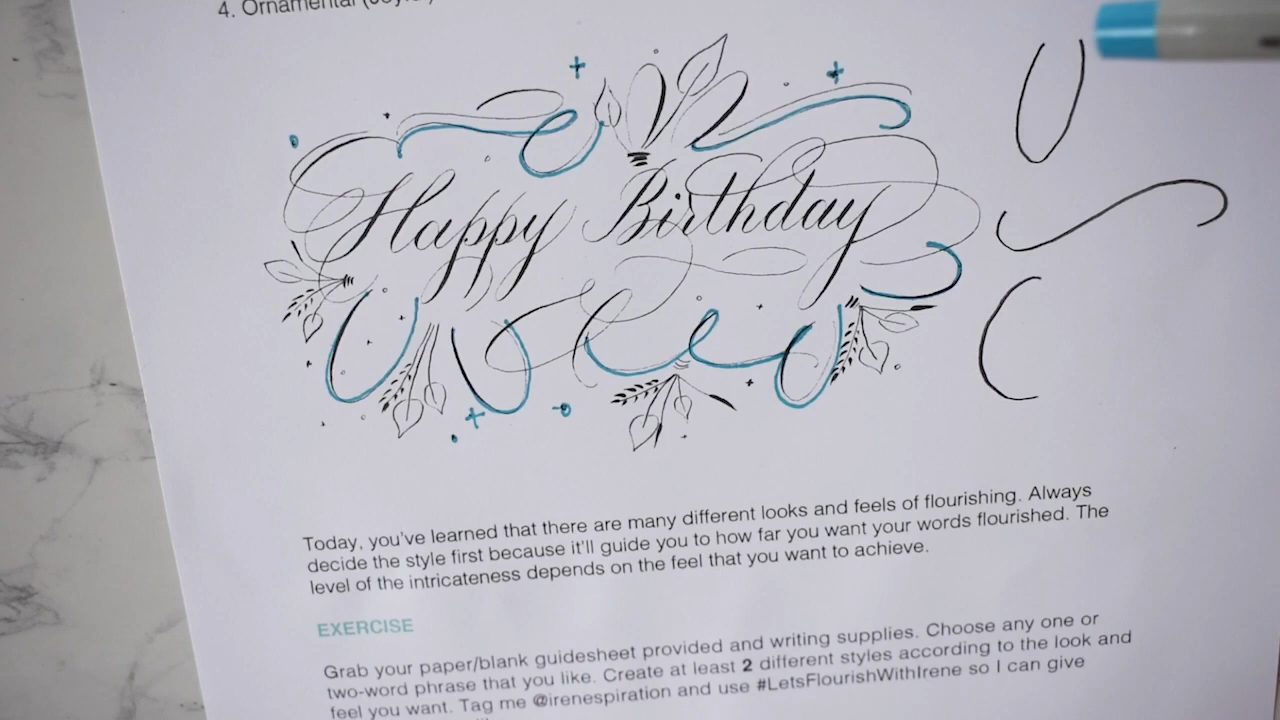 4. Ornamental
Happy Birthday
Today, you've learned that there are many different looks and feels of flourishing. Always
decide the style first because it'll guide you to how far you want your words flourished. The
level of the intricateness depends on the feel that you want to achieve.
EXERCISE
Grab your paper/blank guidesheet provided and writing supplies. Choose any one or
two-word phrase that you like. Create at least 2 different styles according to the look and
feel you want. Tag me @irenespiration and use #LetsFlourishWithIrene so I can give